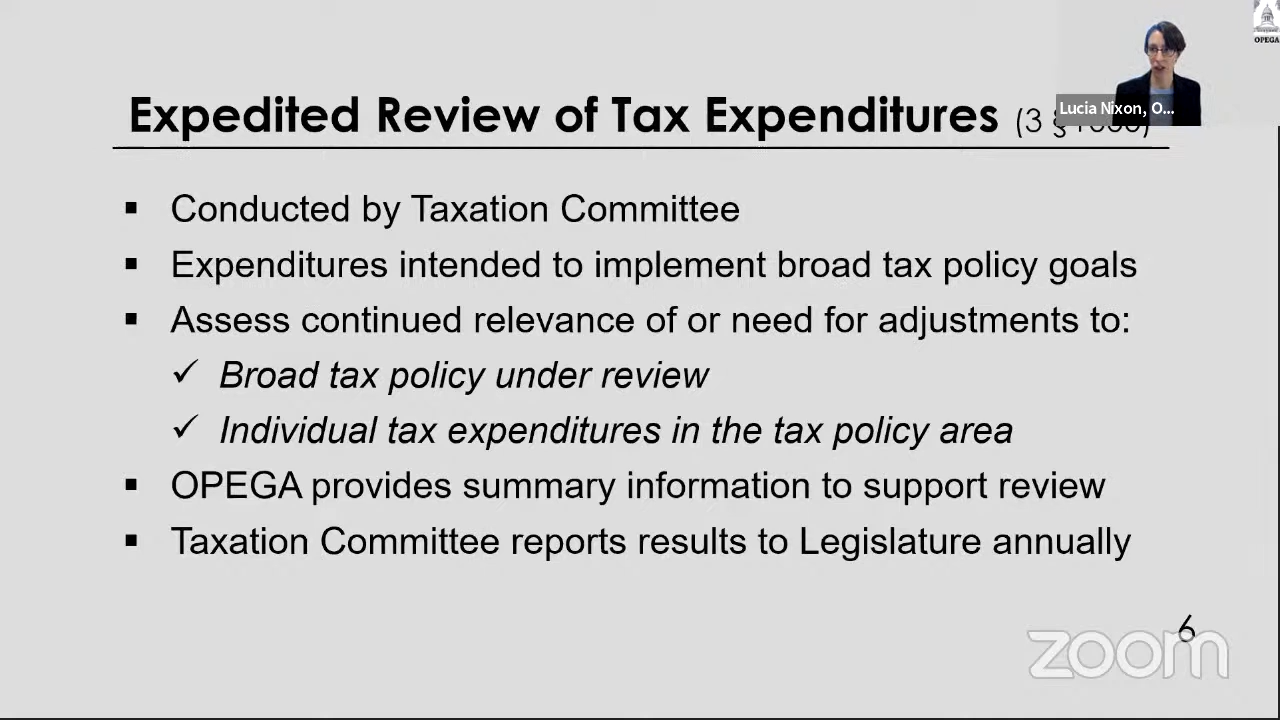 OPEGA
Lucia Nixon, O...
Expedited Review of Tax Expenditures (3 §
▪ Conducted by Taxation Committee
▪ Expenditures intended to implement broad tax policy goals
▪ Assess continued relevance of or need for adjustments to:
✓ Broad tax policy under review
✓ Individual tax expenditures in the tax policy area
▪ OPEGA provides summary information to support review
▪ Taxation Committee reports results to Legislature annually
6
zoom